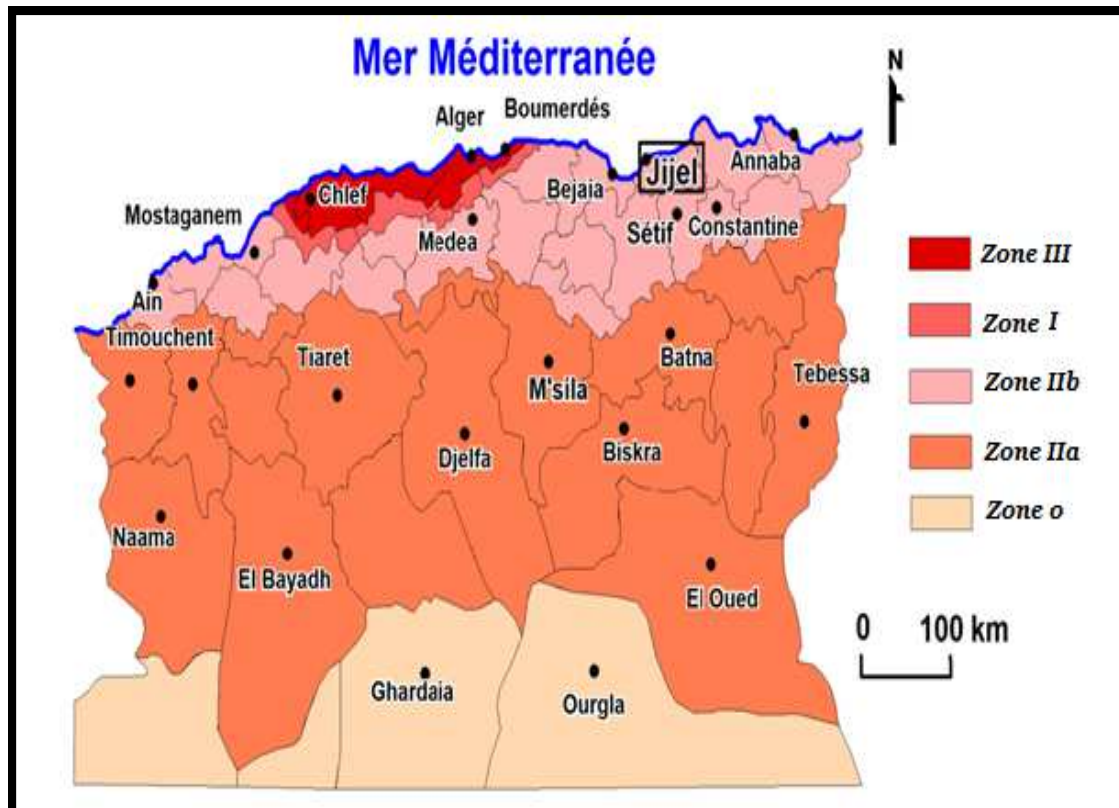 Mer Méditerranée
N
Alger
Boumerdés
Mostaganem
Chlef
Medea
Bejaia
Jijel
Annaba
Sétif
Constantine
Ain
Timouchent
Tiaret
M'sila
Batna
Tebessa
Djelfa
Biskra
Naama
El Bayadh
El Oued
Ghardaia
Ourgla
Zone III
Zone I
Zone IIb
Zone IIa
Zone 0
0 100 km